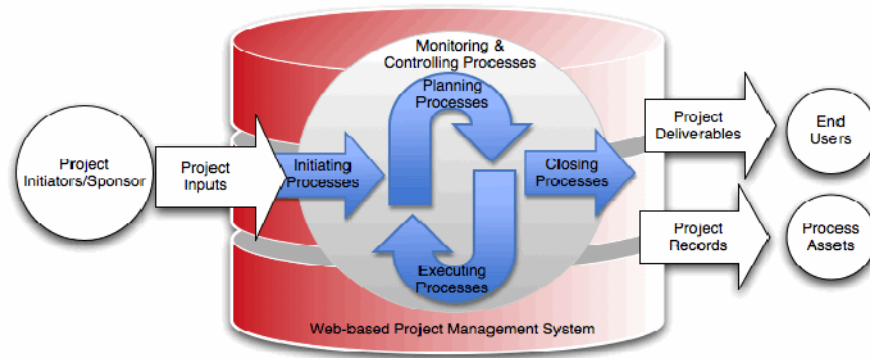 Monitoring &
Controlling Processes
Planning
Processes
Project
Initiators/Sponsor
Project
Inputs
Initiating
Processes
Closing
Processes
Executing
Processes
Project
Deliverables
End
Users
Project
Records
Process
Assets
Web-based Project Management System